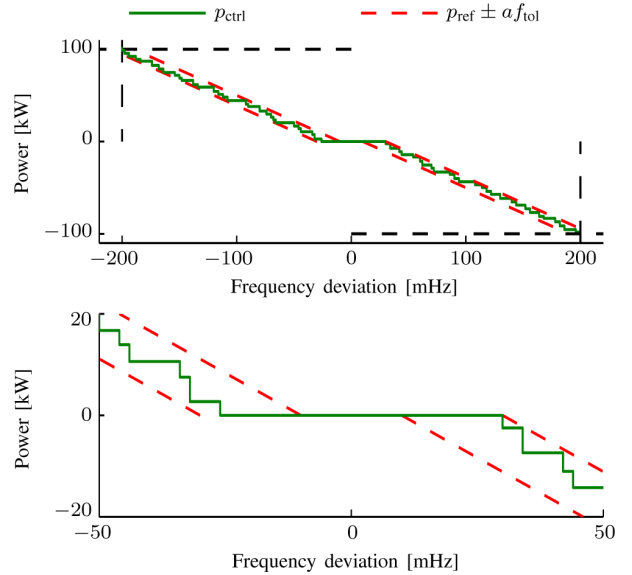 p_ctrl
p_ref ± af_tol
100
0
−100
Power [kW]
−200
−100
0
100
200
Frequency deviation [mHz]
20
0
−20
Power [kW]
−50
0
50
Frequency deviation [mHz]